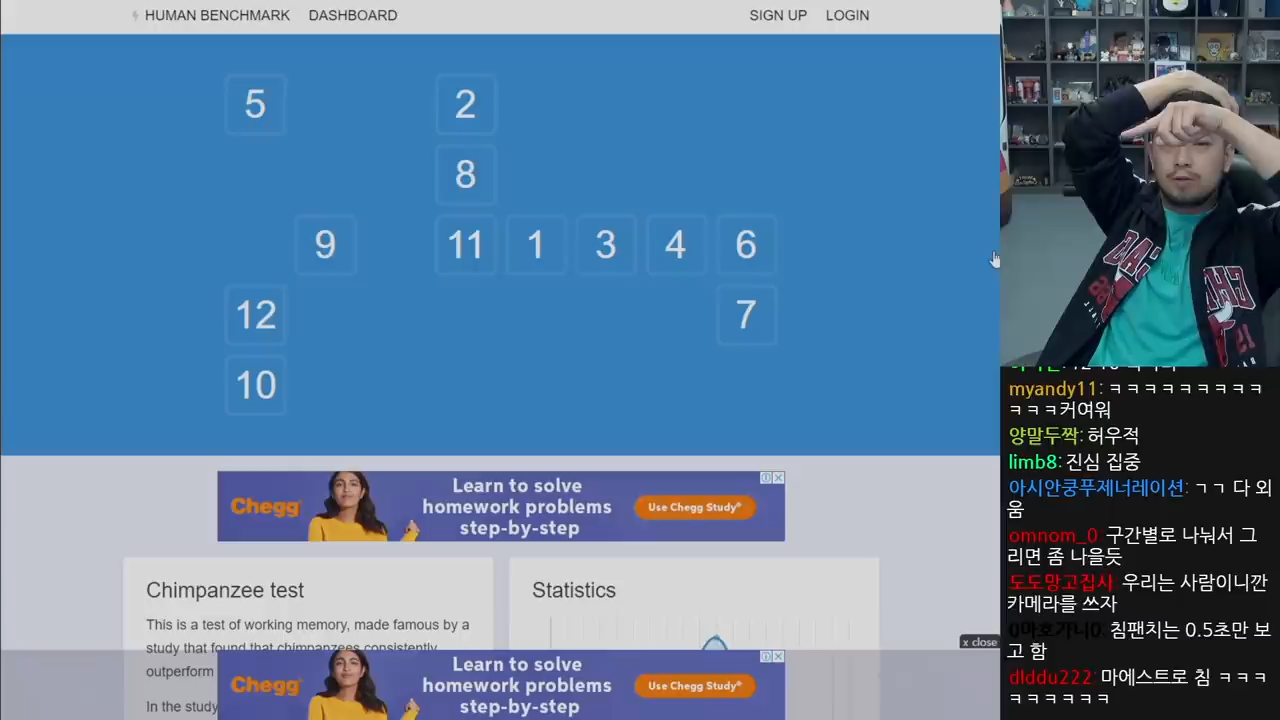 HUMAN BENCHMARK DASHBOARD SIGN UP LOGIN
5 2
8
9 11 1 3 4 6
12 7
10
Chegg Learn to solve
homework problems
step-by-step
Use Chegg Study®
Chimpanzee test
This is a test of working memory, made famous by a
study that found that chimpanzees consistently
outperform
In the study
Statistics
x close
Chegg Learn to solve
homework problems
step-by-step
Use Chegg Study®
myandy11: ㅋㅋㅋㅋㅋㅋㅋㅋㅋ
ㅋㅋㅋ커여워
양말두짝: 허우적
limb8: 진심 집중
아시안쿵푸제너레이션: ㄱㄱ 다 외
움
omnom_0 구간별로 나눠서 그
리면 좀 나을듯
도도망고집사 우리는 사람이니깐
카메라를 쓰자
침팬치는 0.5초만 보
고 함
dlddu222: 마에스트로 침 ㅋㅋㅋ
ㅋㅋㅋㅋㅋㅋ